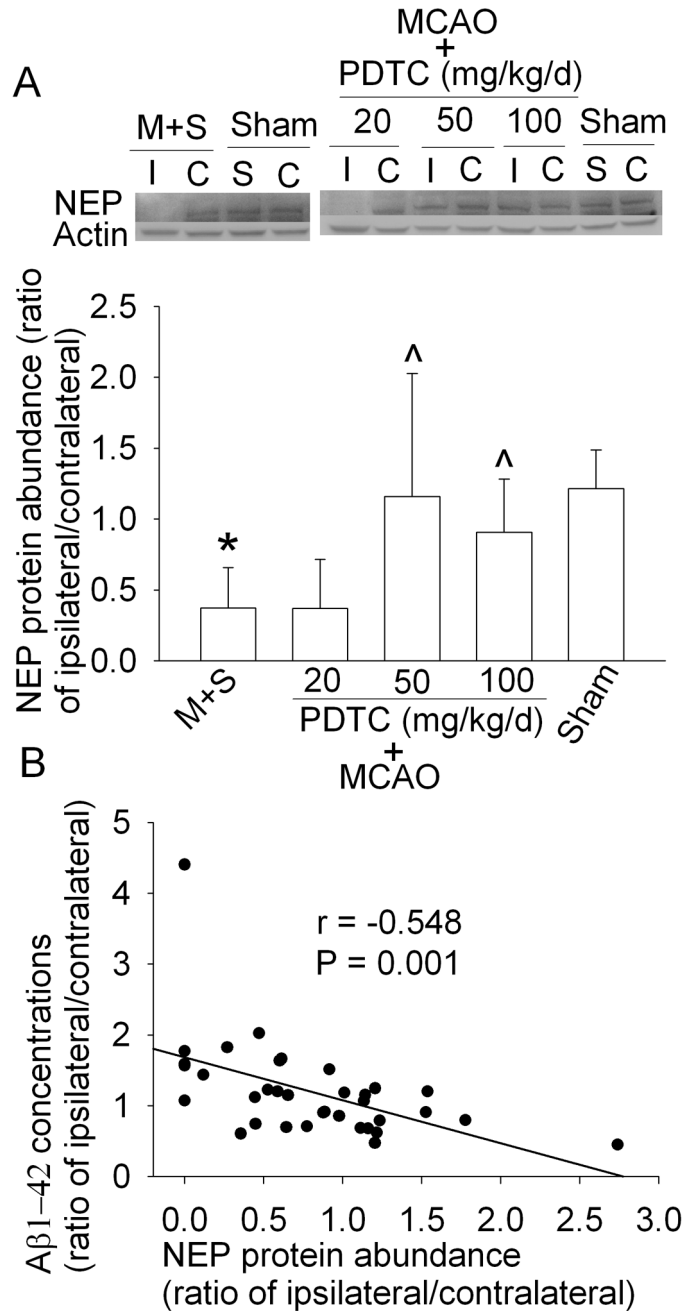 A
MCAO
+
PDTC (mg/kg/d)
M+S Sham 20 50 100 Sham
I C S C I C I C I C S C
NEP
Actin
NEP protein abundance (ratio
of ipsilateral/contralateral)
2.5
2.0
1.5
1.0
0.5
0.0
*
^
^
M+S
20 50 100
PDTC (mg/kg/d)
+
MCAO
Sham
B
Aβ1–42 concentrations
(ratio of ipsilateral/contralateral)
5
4
3
2
1
0
r = -0.548
P = 0.001
0.0 0.5 1.0 1.5 2.0 2.5 3.0
NEP protein abundance
(ratio of ipsilateral/contralateral)